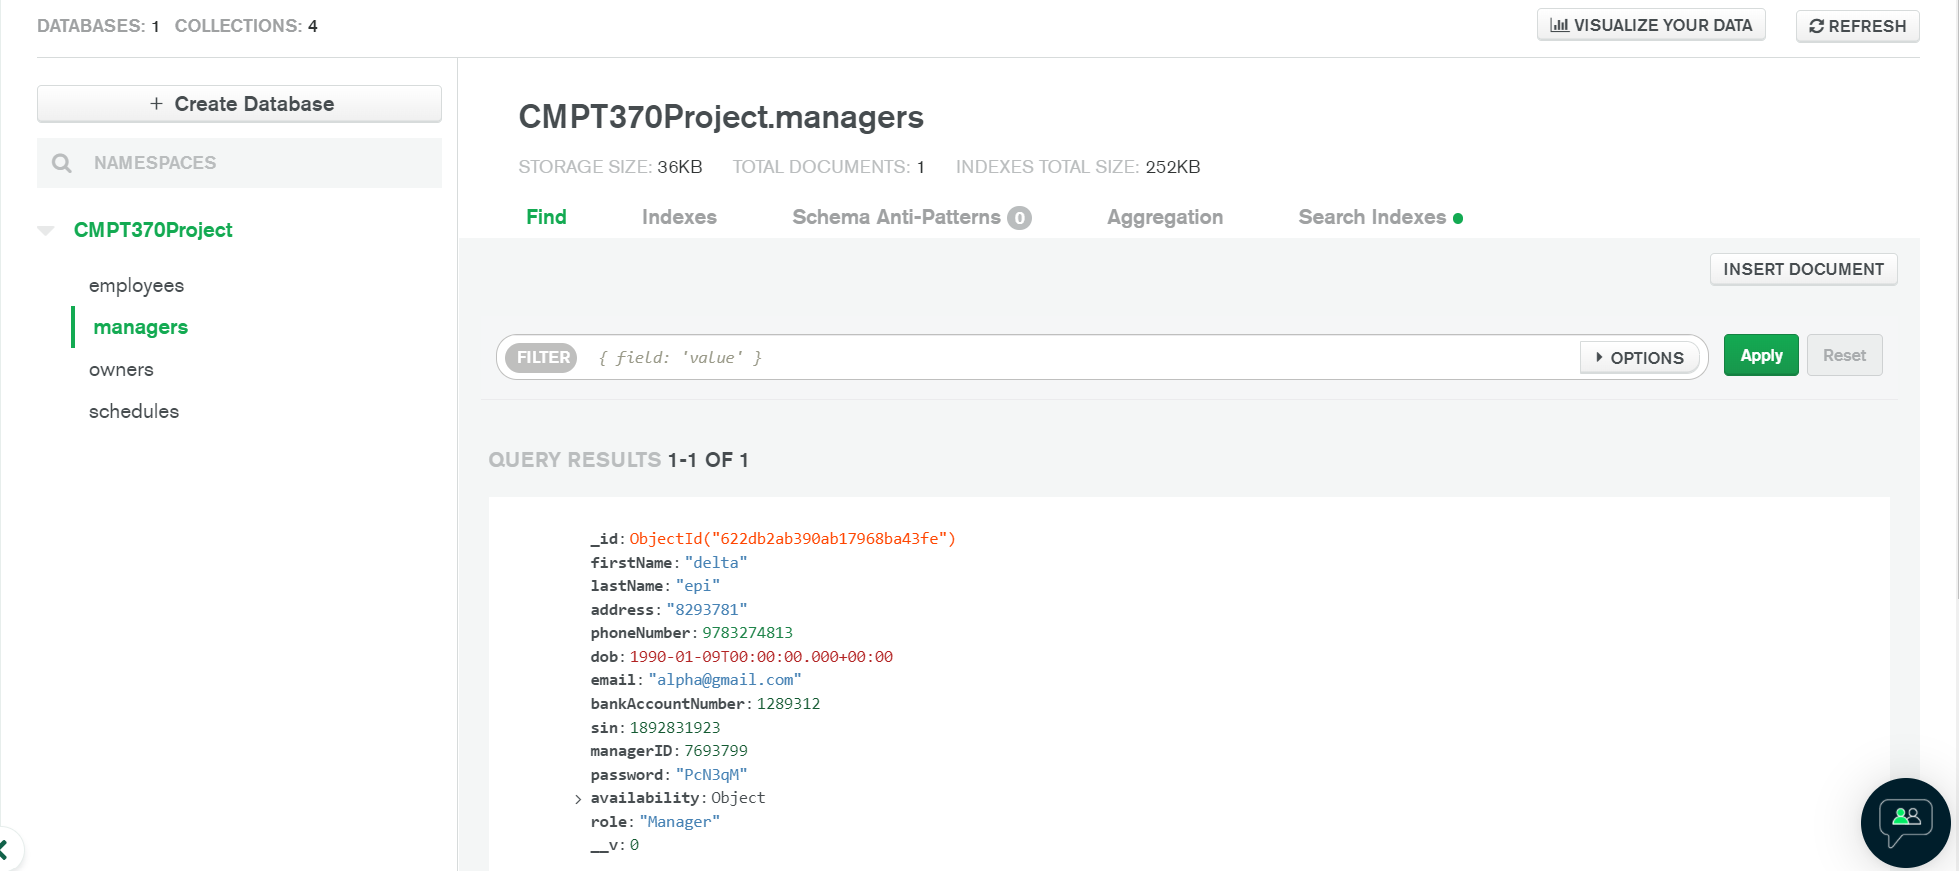 DATABASES: 1 COLLECTIONS: 4
VISUALIZE YOUR DATA
REFRESH
+ Create Database
NAMESPACES
CMPT370Project
employees
managers
owners
schedules
CMPT370Project.managers
STORAGE SIZE: 36KB TOTAL DOCUMENTS: 1 INDEXES TOTAL SIZE: 252KB
Find Indexes Schema Anti-Patterns 0 Aggregation Search Indexes
INSERT DOCUMENT
FILTER { field: 'value' } OPTIONS Apply Reset
QUERY RESULTS 1-1 OF 1
_id: ObjectId("622db2ab390ab17968ba43fe")
firstName: "delta"
lastName: "epi"
address: "8293781"
phoneNumber: 9783274813
dob: 1990-01-09T00:00:00.000+00:00
email: "alpha@gmail.com"
bankAccountNumber: 1289312
sin: 1892831923
managerID: 7693799
password: "PcN3qM"
availability: Object
role: "Manager"
__v: 0